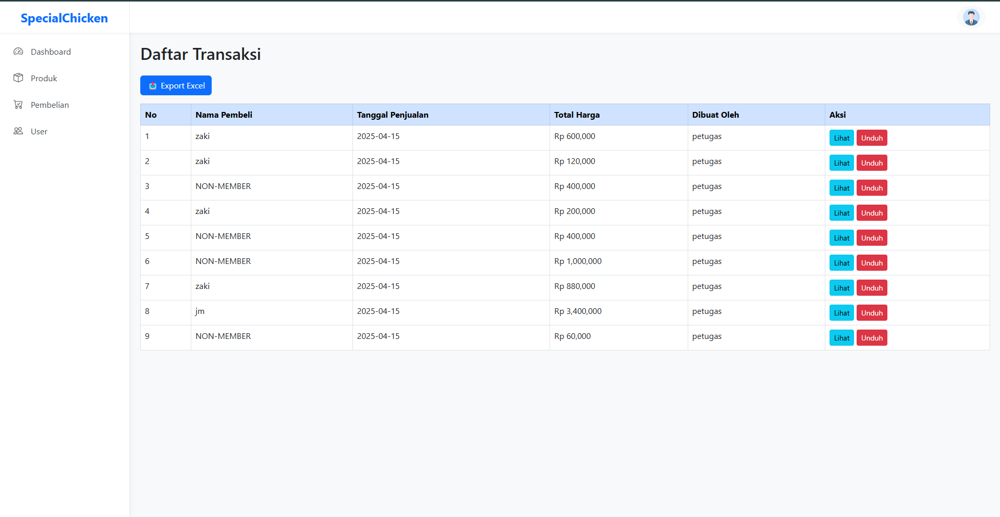 SpecialChicken
Dashboard
Produk
Pembelian
User
Daftar Transaksi
Export Excel
No Nama Pembeli Tanggal Penjualan Total Harga Dibuat Oleh Aksi
1 zaki 2025-04-15 Rp 600,000 petugas Lihat Unduh
2 zaki 2025-04-15 Rp 120,000 petugas Lihat Unduh
3 NON-MEMBER 2025-04-15 Rp 400,000 petugas Lihat Unduh
4 zaki 2025-04-15 Rp 200,000 petugas Lihat Unduh
5 NON-MEMBER 2025-04-15 Rp 400,000 petugas Lihat Unduh
6 NON-MEMBER 2025-04-15 Rp 1,000,000 petugas Lihat Unduh
7 zaki 2025-04-15 Rp 880,000 petugas Lihat Unduh
8 jm 2025-04-15 Rp 3,400,000 petugas Lihat Unduh
9 NON-MEMBER 2025-04-15 Rp 60,000 petugas Lihat Unduh